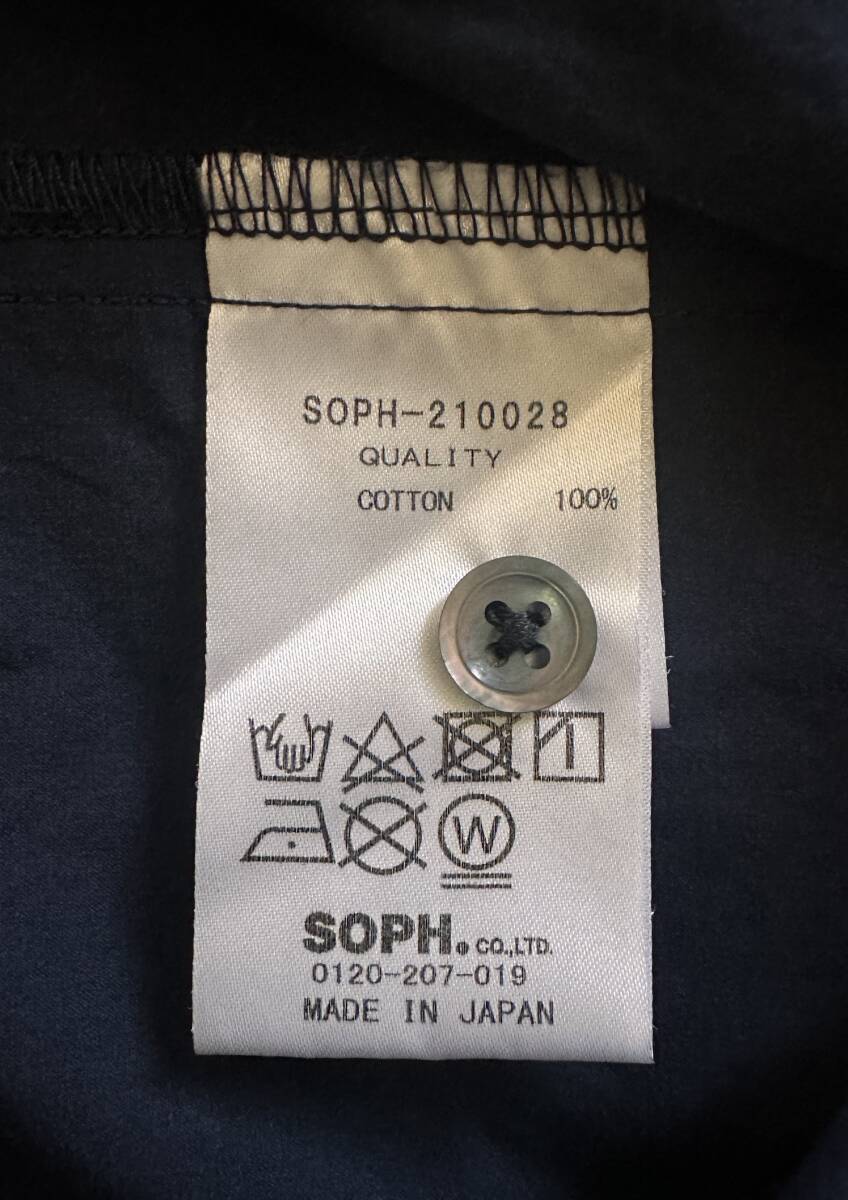 SOPH-210028
QUALITY
COTTON 100%
W
SOPH. CO.,LTD.
0120-207-019
MADE IN JAPAN